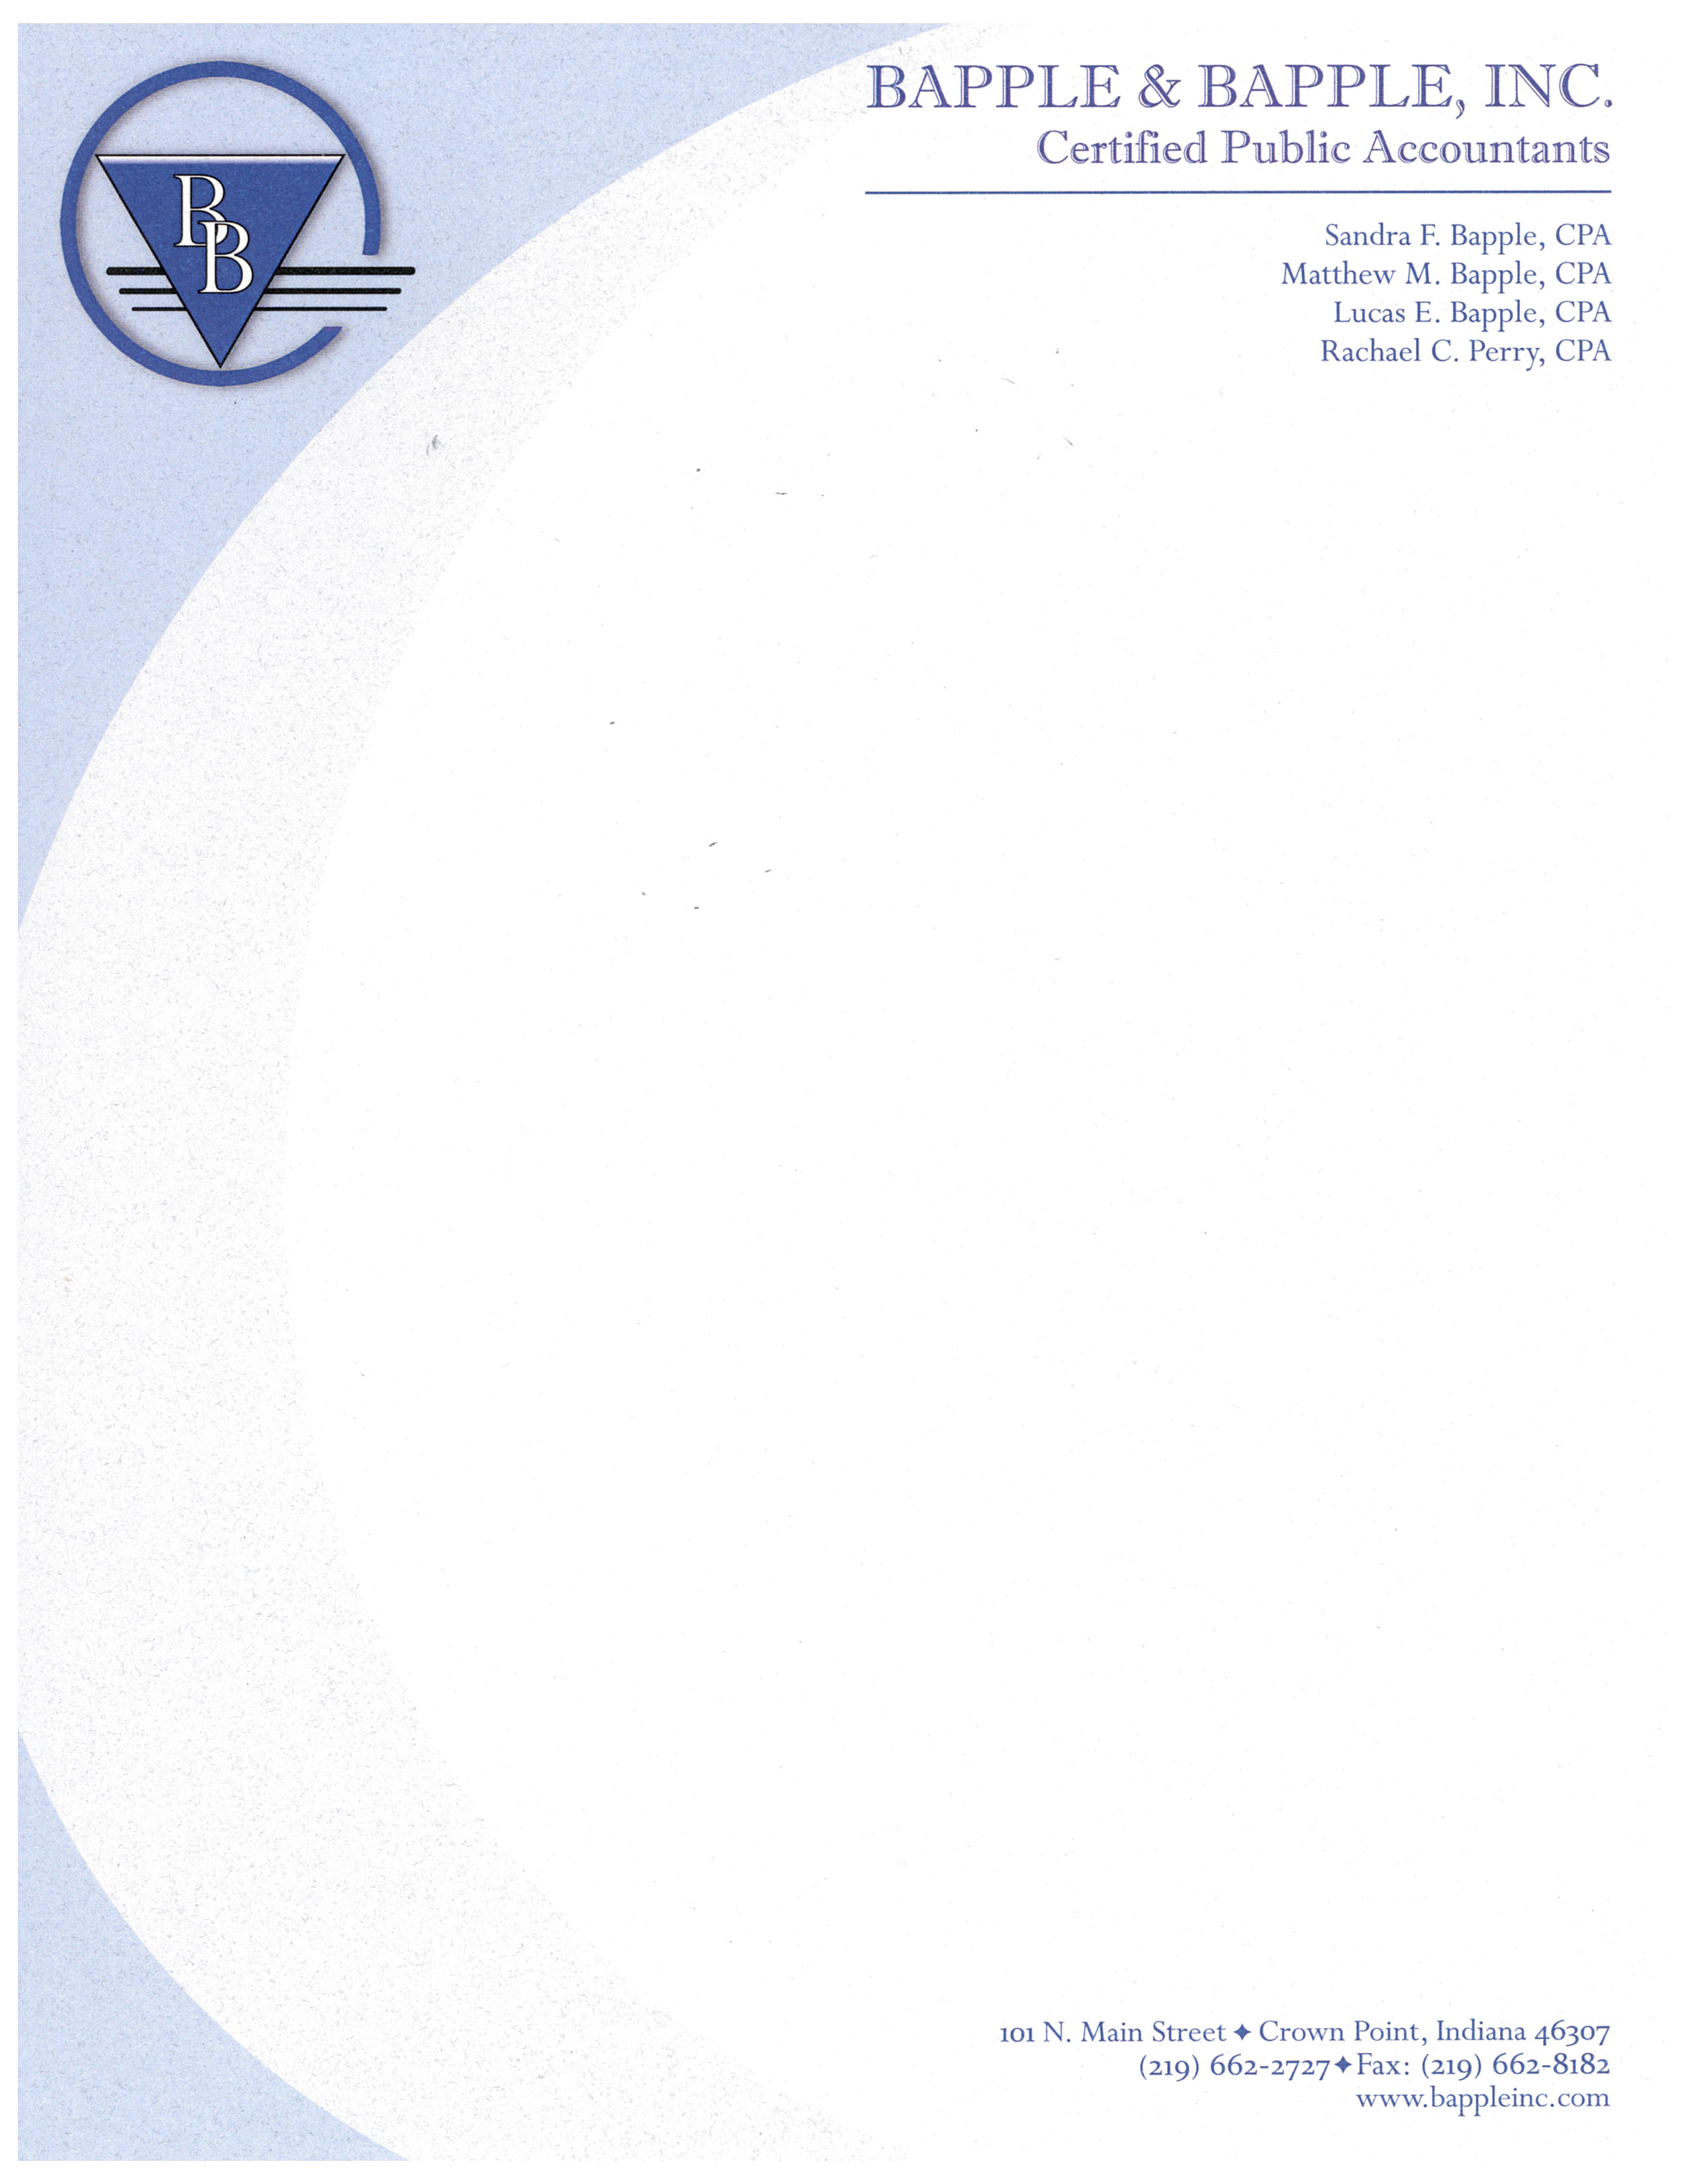 BB
BAPPLE & BAPPLE, INC.
Certified Public Accountants
Sandra F. Bapple, CPA
Matthew M. Bapple, CPA
Lucas E. Bapple, CPA
Rachael C. Perry, CPA
101 N. Main Street ✦ Crown Point, Indiana 46307
(219) 662-2727✦Fax: (219) 662-8182
www.bappleinc.com